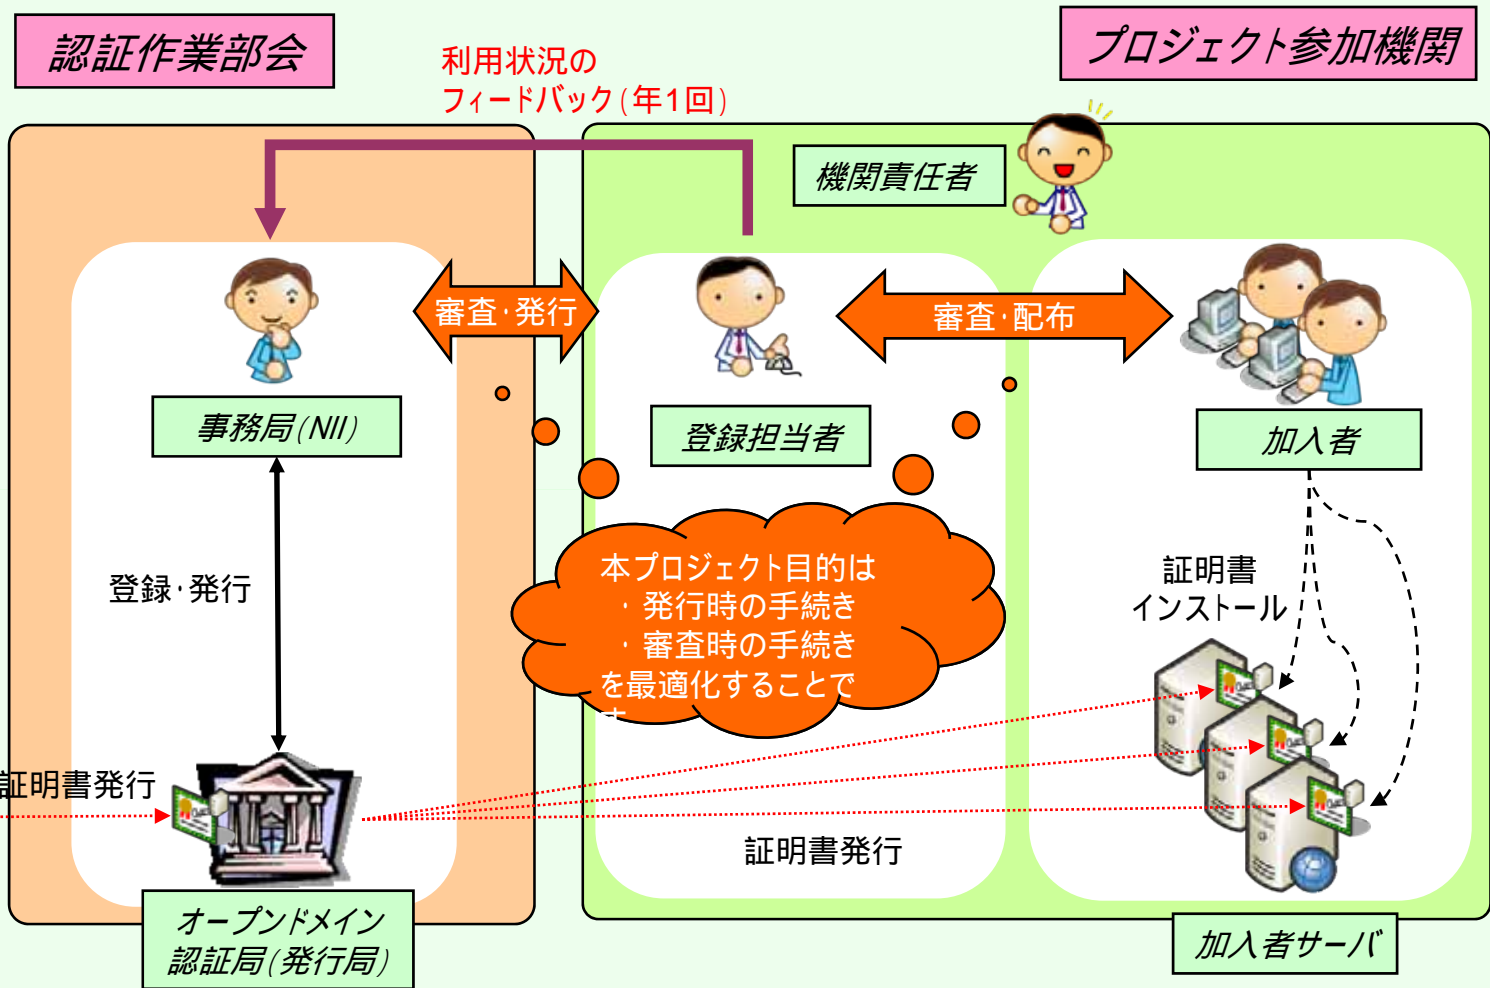 認証作業部会
プロジェクト参加機関
利用状況の
フィードバック(年1回)
機関責任者
審査・発行
審査・配布
事務局(NII)
登録担当者
加入者
登録・発行
本プロジェクト目的は
・発行時の手続き
・審査時の手続き
を最適化することで
す
証明書
インストール
証明書発行
証明書発行
オープンドメイン
認証局(発行局)
加入者サーバ